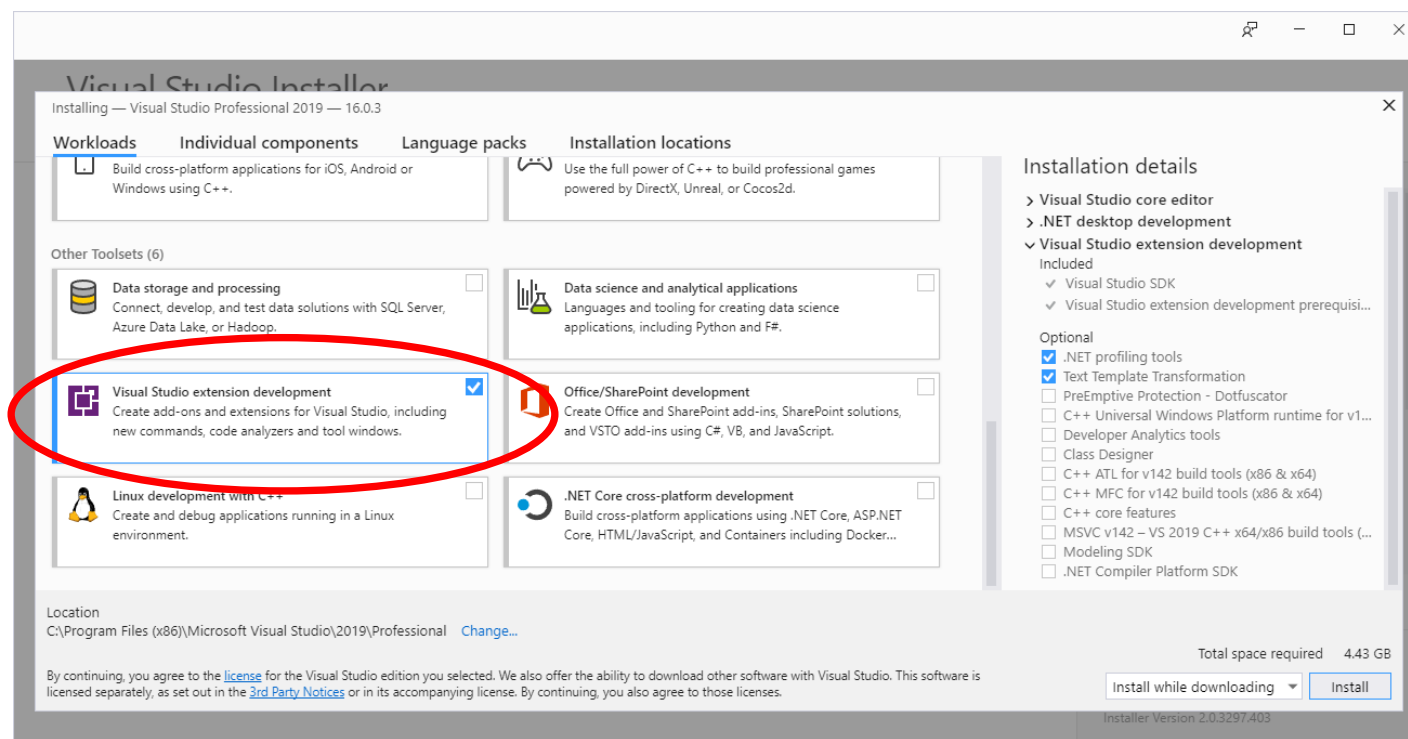 Visual Studio Installer
Installing — Visual Studio Professional 2019 — 16.0.3
Workloads Individual components Language packs Installation locations
Build cross-platform applications for iOS, Android or
Windows using C++.
Use the full power of C++ to build professional games
powered by DirectX, Unreal, or Cocos2d.
Other Toolsets (6)
Data storage and processing
Connect, develop, and test data solutions with SQL Server,
Azure Data Lake, or Hadoop.
Data science and analytical applications
Languages and tooling for creating data science
applications, including Python and F#.
Visual Studio extension development
Create add-ons and extensions for Visual Studio, including
new commands, code analyzers and tool windows.
Office/SharePoint development
Create Office and SharePoint add-ins, SharePoint solutions,
and VSTO add-ins using C#, VB, and JavaScript.
Linux development with C++
Create and debug applications running in a Linux
environment.
.NET Core cross-platform development
Build cross-platform applications using .NET Core, ASP.NET
Core, HTML/JavaScript, and Containers including Docker...
Installation details
Visual Studio core editor
.NET desktop development
Visual Studio extension development
Included
Visual Studio SDK
Visual Studio extension development prerequisi...
Optional
.NET profiling tools
Text Template Transformation
PreEmptive Protection - Dotfuscator
C++ Universal Windows Platform runtime for v1...
Developer Analytics tools
Class Designer
C++ ATL for v142 build tools (x86 & x64)
C++ MFC for v142 build tools (x86 & x64)
C++ core features
MSVC v142 – VS 2019 C++ x64/x86 build tools (...
Modeling SDK
.NET Compiler Platform SDK
Location
C:\Program Files (x86)\Microsoft Visual Studio\2019\Professional Change...
Total space required 4.43 GB
By continuing, you agree to the license for the Visual Studio edition you selected. We also offer the ability to download other software with Visual Studio. This software is
licensed separately, as set out in the 3rd Party Notices or in its accompanying license. By continuing, you also agree to those licenses.
Install while downloading Install
Installer Version 2.0.3297.403